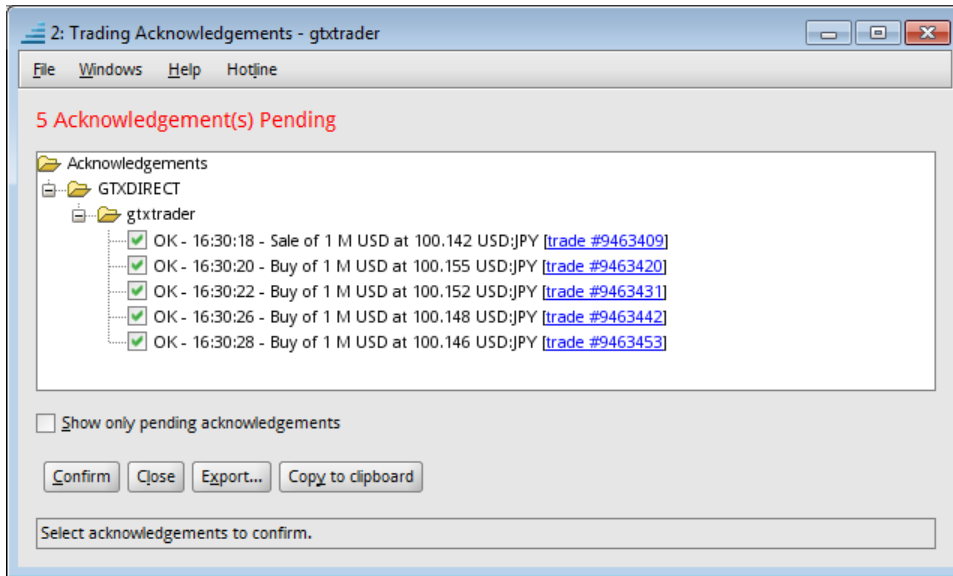 2: Trading Acknowledgements - gtxtrader
File Windows Help Hotline
5 Acknowledgement(s) Pending
Acknowledgements
GTXDIRECT
gtxtrader
OK - 16:30:18 - Sale of 1 M USD at 100.142 USD:JPY [trade #9463409]
OK - 16:30:20 - Buy of 1 M USD at 100.155 USD:JPY [trade #9463420]
OK - 16:30:22 - Buy of 1 M USD at 100.152 USD:JPY [trade #9463431]
OK - 16:30:26 - Buy of 1 M USD at 100.148 USD:JPY [trade #9463442]
OK - 16:30:28 - Buy of 1 M USD at 100.146 USD:JPY [trade #9463453]
Show only pending acknowledgements
Confirm Close Export... Copy to clipboard
Select acknowledgements to confirm.